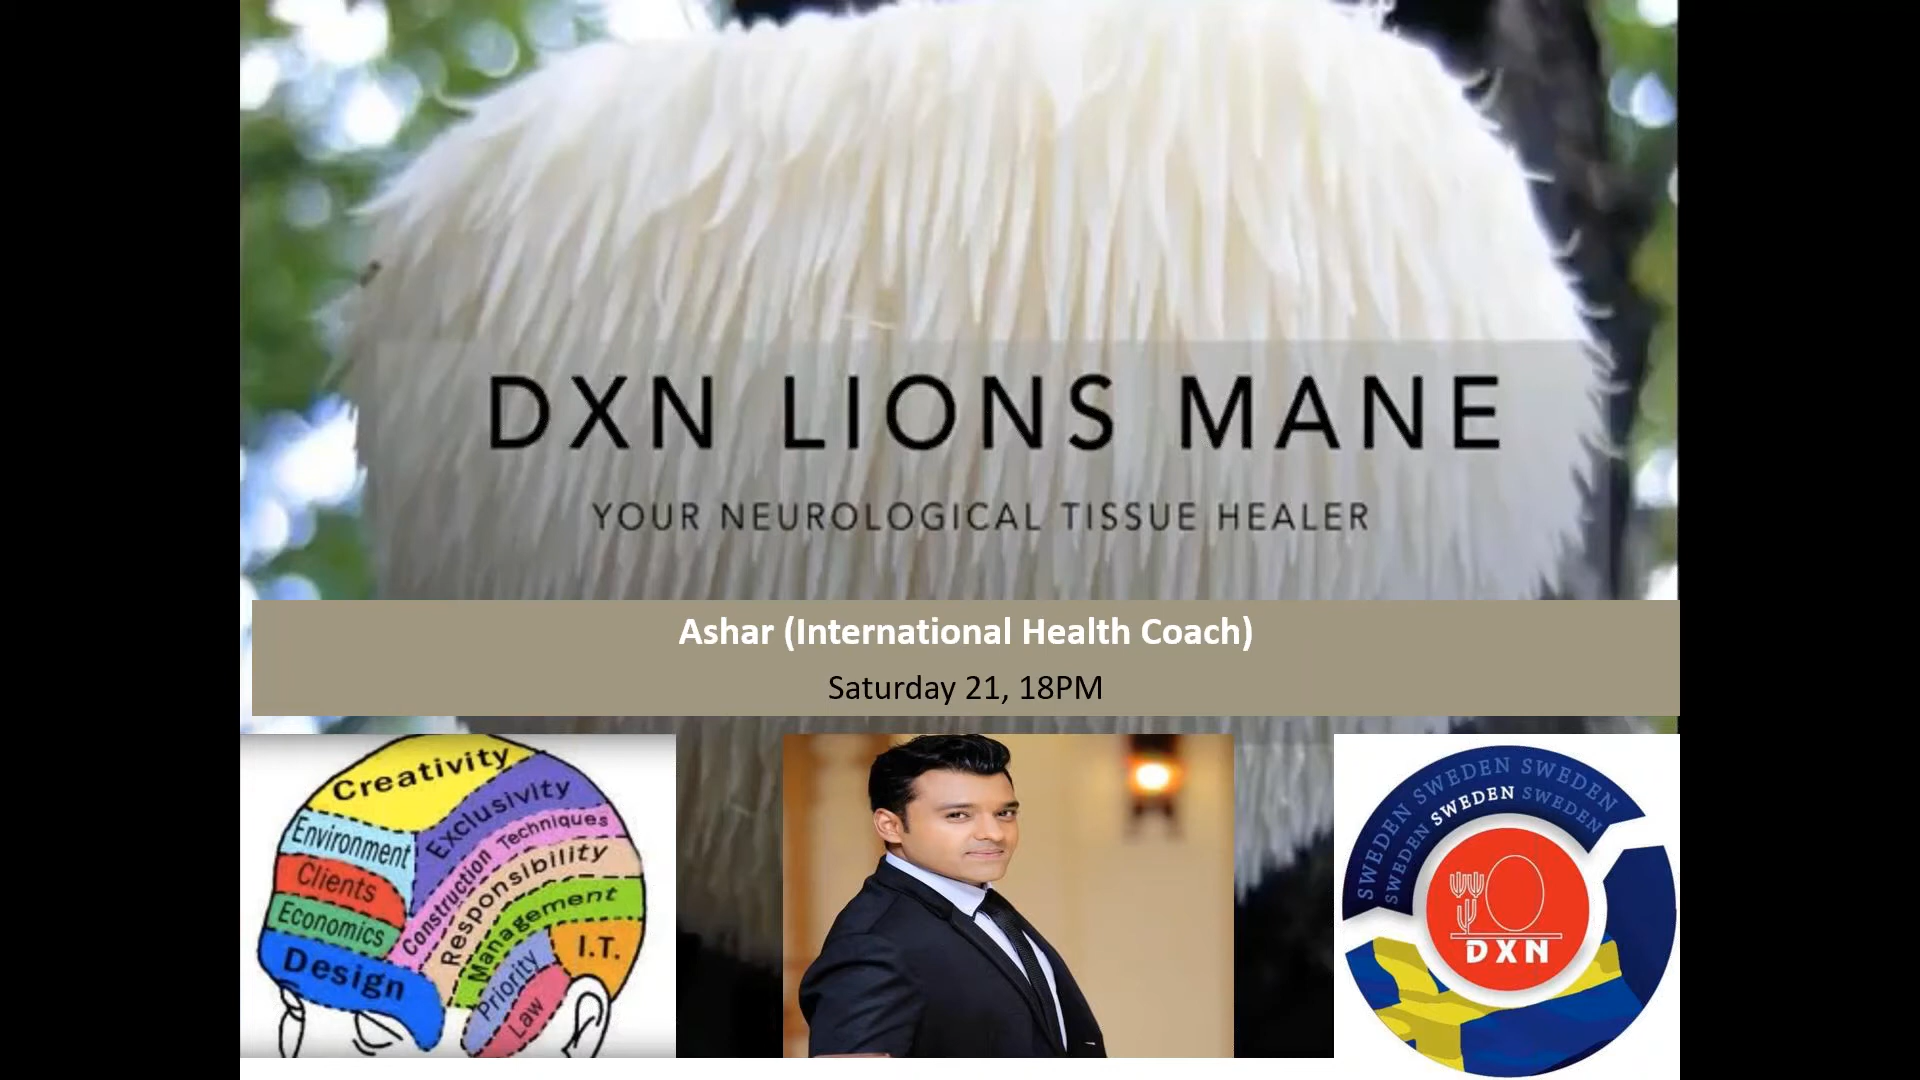 DXN LIONS MANE
YOUR NEUROLOGICAL TISSUE HEALER
Ashar (International Health Coach)
Saturday 21, 18PM
Creativity
Exclusivity
Environment
Construction Techniques
Clients
Responsibility
Economics
Management
Design
I.T.
Priority
Law
SWEDEN SWEDEN SWEDEN
SWEDEN SWEDEN SWEDEN
DXN